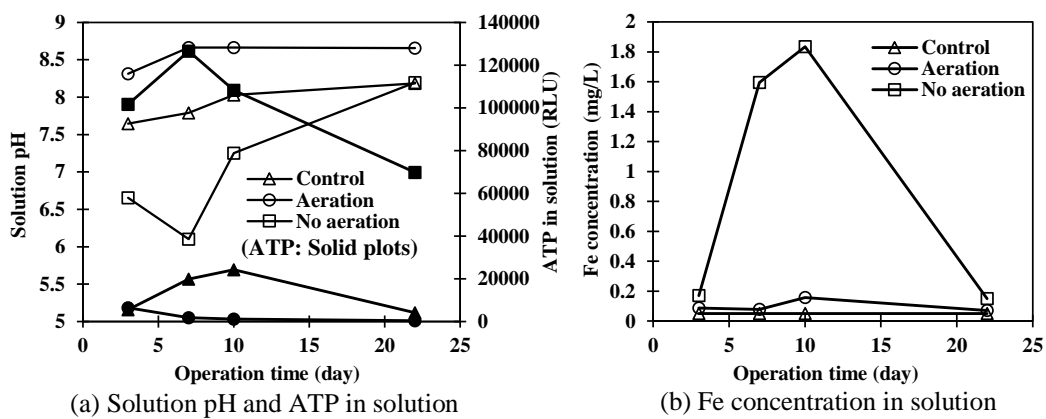 9
8.5
8
7.5
7
6.5
6
5.5
5
Solution pH
140000
120000
100000
80000
60000
40000
20000
0
ATP in solution (RLU)
Control
Aeration
No aeration
(ATP: Solid plots)
0 5 10 15 20 25
Operation time (day)
(a) Solution pH and ATP in solution
2
1.8
1.6
1.4
1.2
1
0.8
0.6
0.4
0.2
0
Fe concentration (mg/L)
Control
Aeration
No aeration
0 5 10 15 20 25
Operation time (day)
(b) Fe concentration in solution